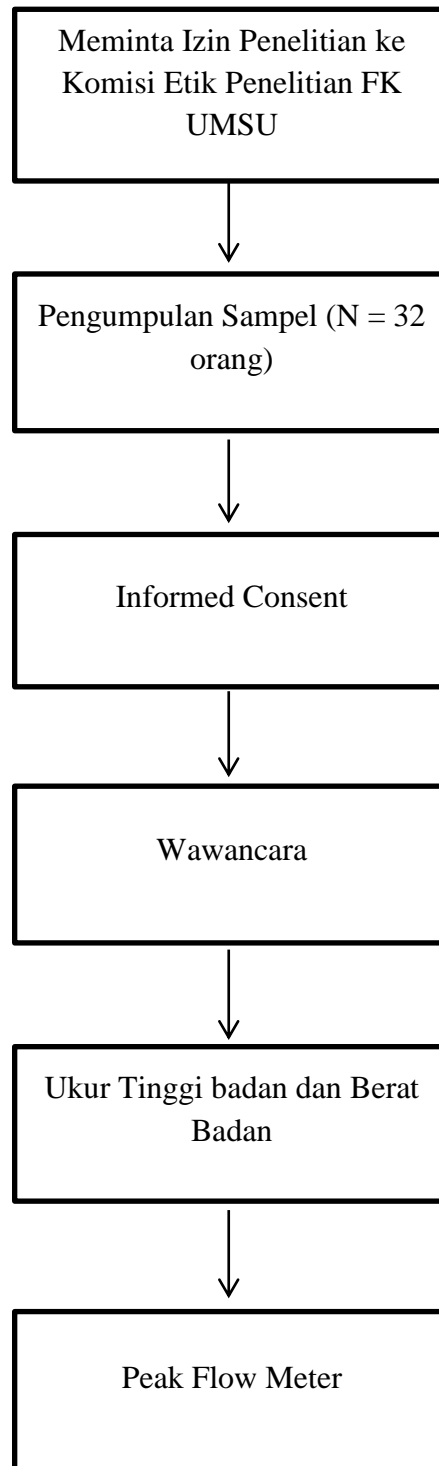 Meminta Izin Penelitian ke
Komisi Etik Penelitian FK
UMSU
Pengumpulan Sampel (N = 32
orang)
Informed Consent
Wawancara
Ukur Tinggi badan dan Berat
Badan
Peak Flow Meter